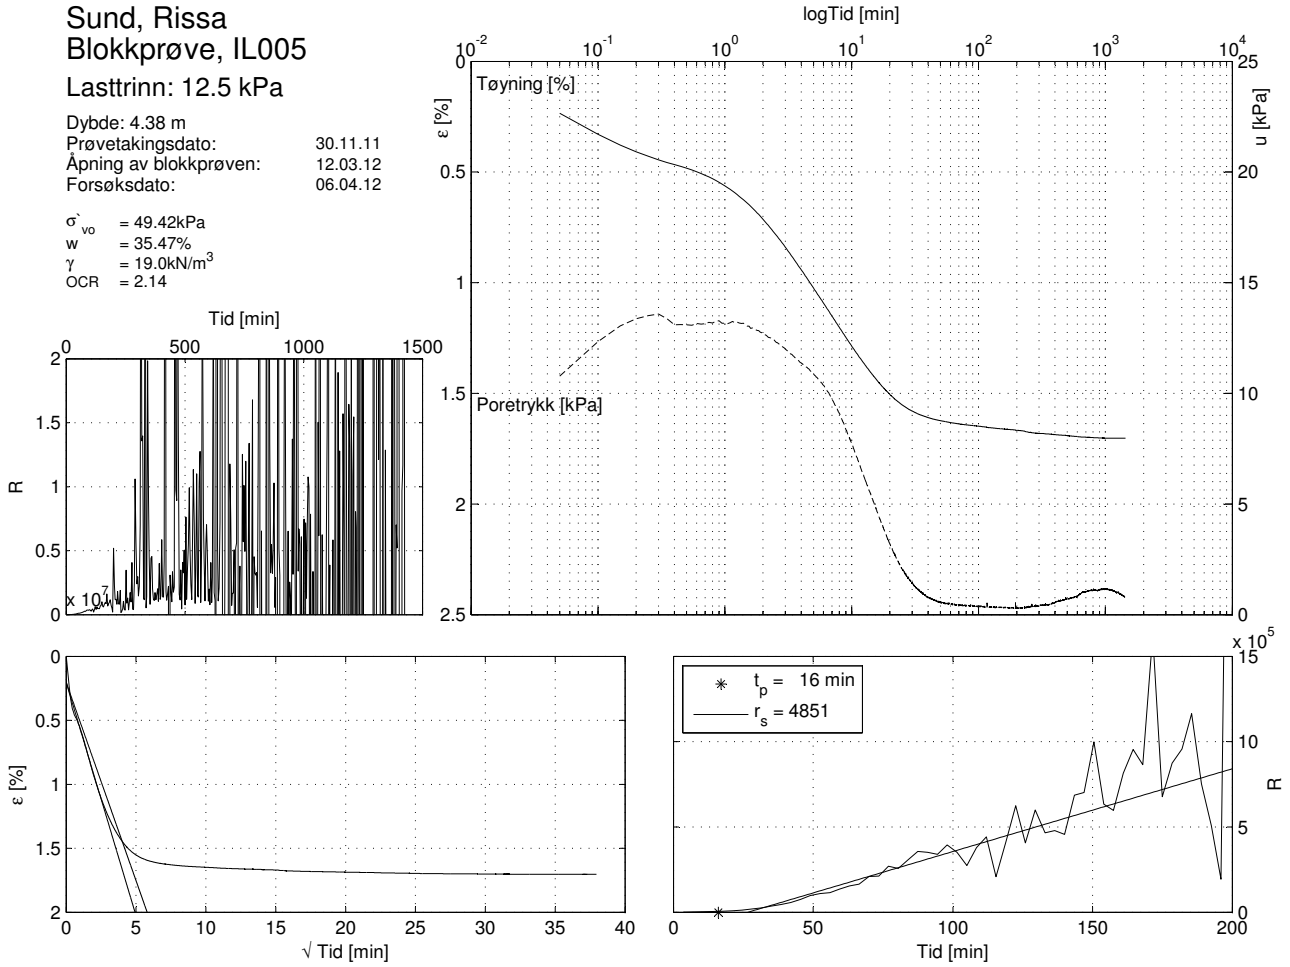 Sund, Rissa
Blokkprøve, IL005
Lasttrinn: 12.5 kPa
Dybde: 4.38 m
Prøvetakingsdato: 30.11.11
Åpning av blokkprøven: 12.03.12
Forsøksdato: 06.04.12
σ`vo = 49.42kPa
w = 35.47%
γ = 19.0kN/m3
OCR = 2.14
logTid [min]
10-2 10-1 100 101 102 103 104
Tøyning [%]
Poretrykk [kPa]
ε [%]
0
0.5
1
1.5
2
2.5
u [kPa]
25
20
15
10
5
0
Tid [min]
0 500 1000 1500
R
2
1.5
1
0.5
0
x 107
ε [%]
0
0.5
1
1.5
2
0 5 10 15 20 25 30 35 40
√ Tid [min]
tp = 16 min
rs = 4851
x 105
15
10
5
0
R
0 50 100 150 200
Tid [min]